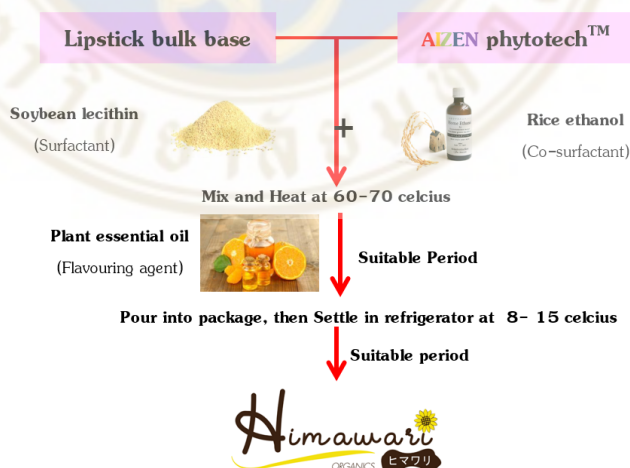 Lipstick bulk base
AIZEN phytotech™
Soybean lecithin
(Surfactant)
+
Rice ethanol
(Co-surfactant)
Mix and Heat at 60-70 celcius
Plant essential oil
(Flavouring agent)
Suitable Period
Pour into package, then Settle in refrigerator at 8- 15 celcius
Suitable period
Himawari
ORGANICS ヒマワリ